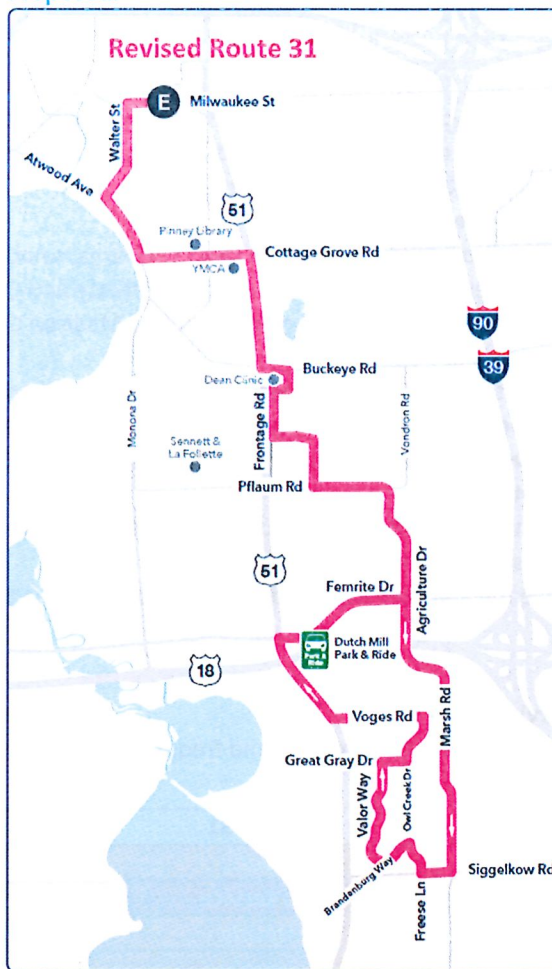 Revised Route 31
E
Milwaukee St
Walter St
Atwood Ave
51
Pinney Library
Cottage Grove Rd
YMCA
90
39
Buckeye Rd
Dean Clinic
Monona Dr
Frontage Rd
Vondron Rd
Sennett &
La Follette
Pflaum Rd
51
Femrite Dr
Agriculture Dr
Park &
Ride
Dutch Mill
Park & Ride
18
Marsh Rd
Voges Rd
Great Gray Dr
Valor Way
Owl Creek Dr
Brandenburg Way
Freese Ln
Siggelkow Rd